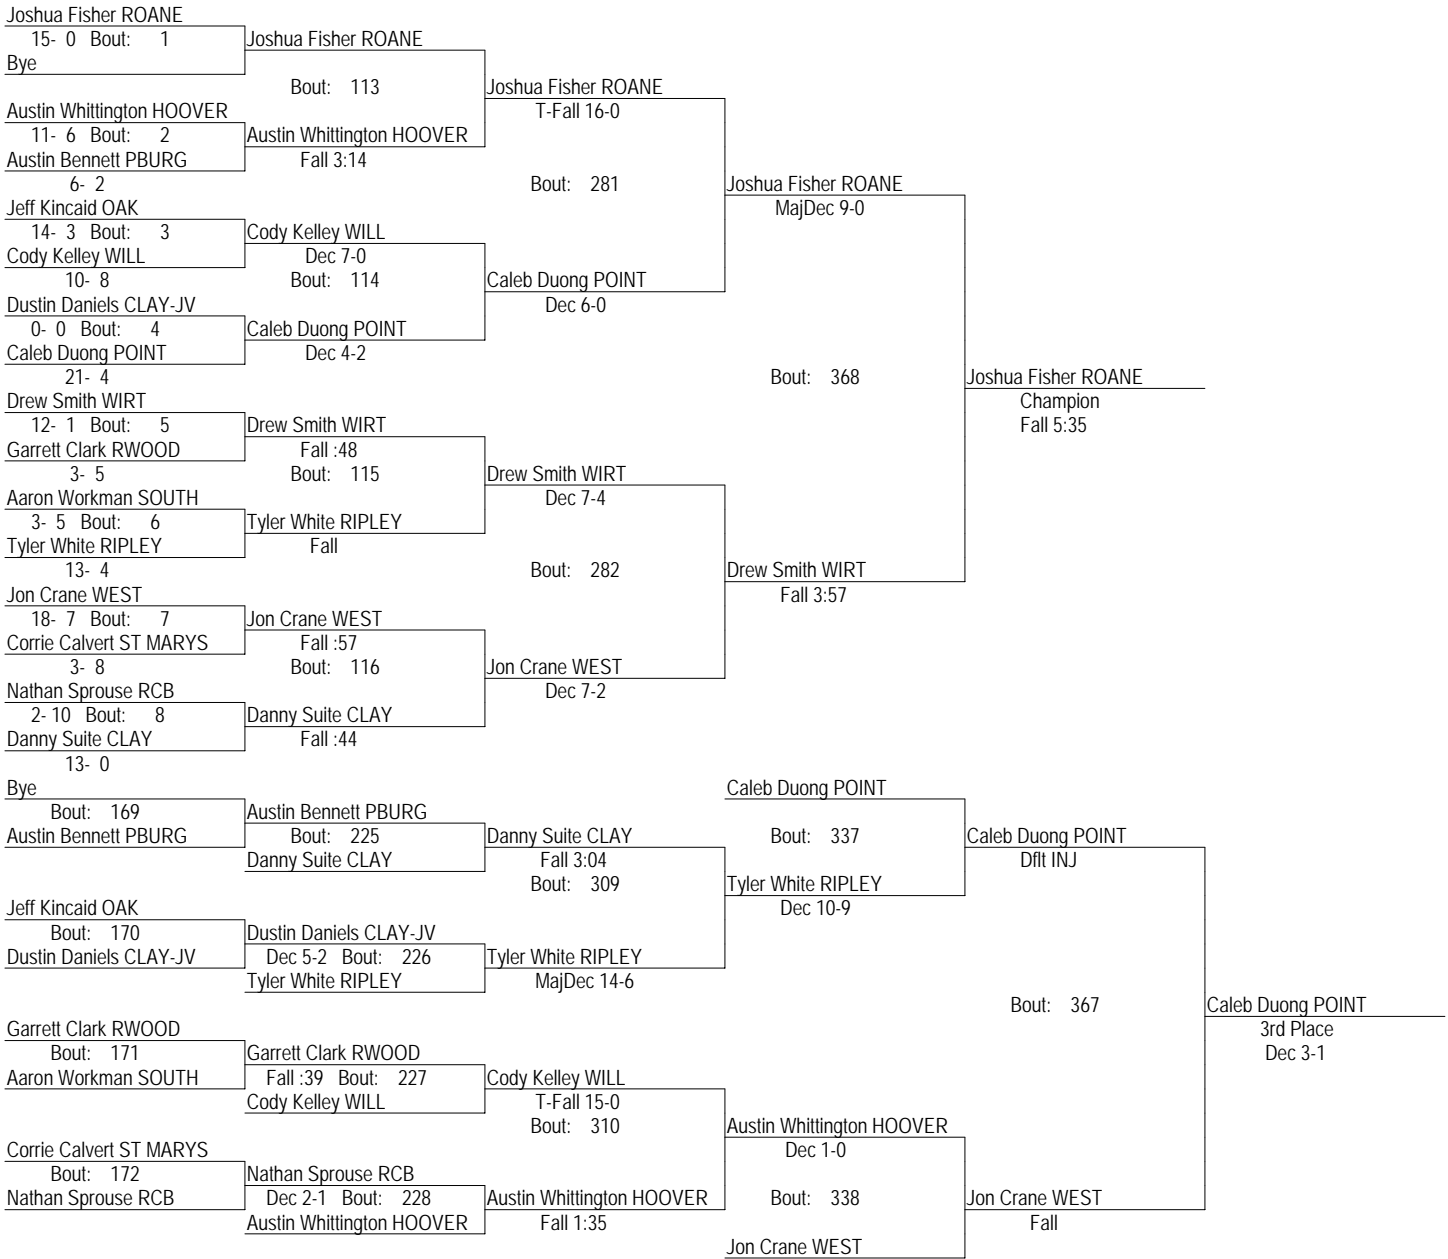 Joshua Fisher ROANE
15- 0 Bout: 1 Joshua Fisher ROANE
Bye
Bout: 113 Joshua Fisher ROANE
Austin Whittington HOOVER T-Fall 16-0
11- 6 Bout: 2 Austin Whittington HOOVER
Austin Bennett PBURG Fall 3:14
6- 2 Bout: 281 Joshua Fisher ROANE
Jeff Kincaid OAK MajDec 9-0
14- 3 Bout: 3 Cody Kelley WILL
Cody Kelley WILL Dec 7-0
10- 8 Bout: 114 Caleb Duong POINT
Dustin Daniels CLAY-JV Dec 6-0
0- 0 Bout: 4 Caleb Duong POINT
Caleb Duong POINT Dec 4-2
21- 4 Bout: 368 Joshua Fisher ROANE
Drew Smith WIRT Champion
12- 1 Bout: 5 Drew Smith WIRT Fall 5:35
Garrett Clark RWOOD Fall :48
3- 5 Bout: 115 Drew Smith WIRT
Aaron Workman SOUTH Dec 7-4
3- 5 Bout: 6 Tyler White RIPLEY
Tyler White RIPLEY Fall
13- 4 Bout: 282 Drew Smith WIRT
Jon Crane WEST Fall 3:57
18- 7 Bout: 7 Jon Crane WEST
Corrie Calvert ST MARYS Fall :57
3- 8 Bout: 116 Jon Crane WEST
Nathan Sprouse RCB Dec 7-2
2- 10 Bout: 8 Danny Suite CLAY
Danny Suite CLAY Fall :44
13- 0
Bye Caleb Duong POINT
Bout: 169 Austin Bennett PBURG
Austin Bennett PBURG Bout: 225 Danny Suite CLAY Bout: 337 Caleb Duong POINT
Danny Suite CLAY Fall 3:04 Dflt INJ
Bout: 309 Tyler White RIPLEY
Jeff Kincaid OAK Dec 10-9
Bout: 170 Dustin Daniels CLAY-JV
Dustin Daniels CLAY-JV Dec 5-2 Bout: 226 Tyler White RIPLEY
Tyler White RIPLEY MajDec 14-6
Bout: 367 Caleb Duong POINT
Garrett Clark RWOOD 3rd Place
Bout: 171 Garrett Clark RWOOD Dec 3-1
Aaron Workman SOUTH Fall :39 Bout: 227 Cody Kelley WILL
Cody Kelley WILL T-Fall 15-0
Bout: 310 Austin Whittington HOOVER
Corrie Calvert ST MARYS Dec 1-0
Bout: 172 Nathan Sprouse RCB
Nathan Sprouse RCB Dec 2-1 Bout: 228 Austin Whittington HOOVER Bout: 338 Jon Crane WEST
Austin Whittington HOOVER Fall 1:35 Fall
Jon Crane WEST